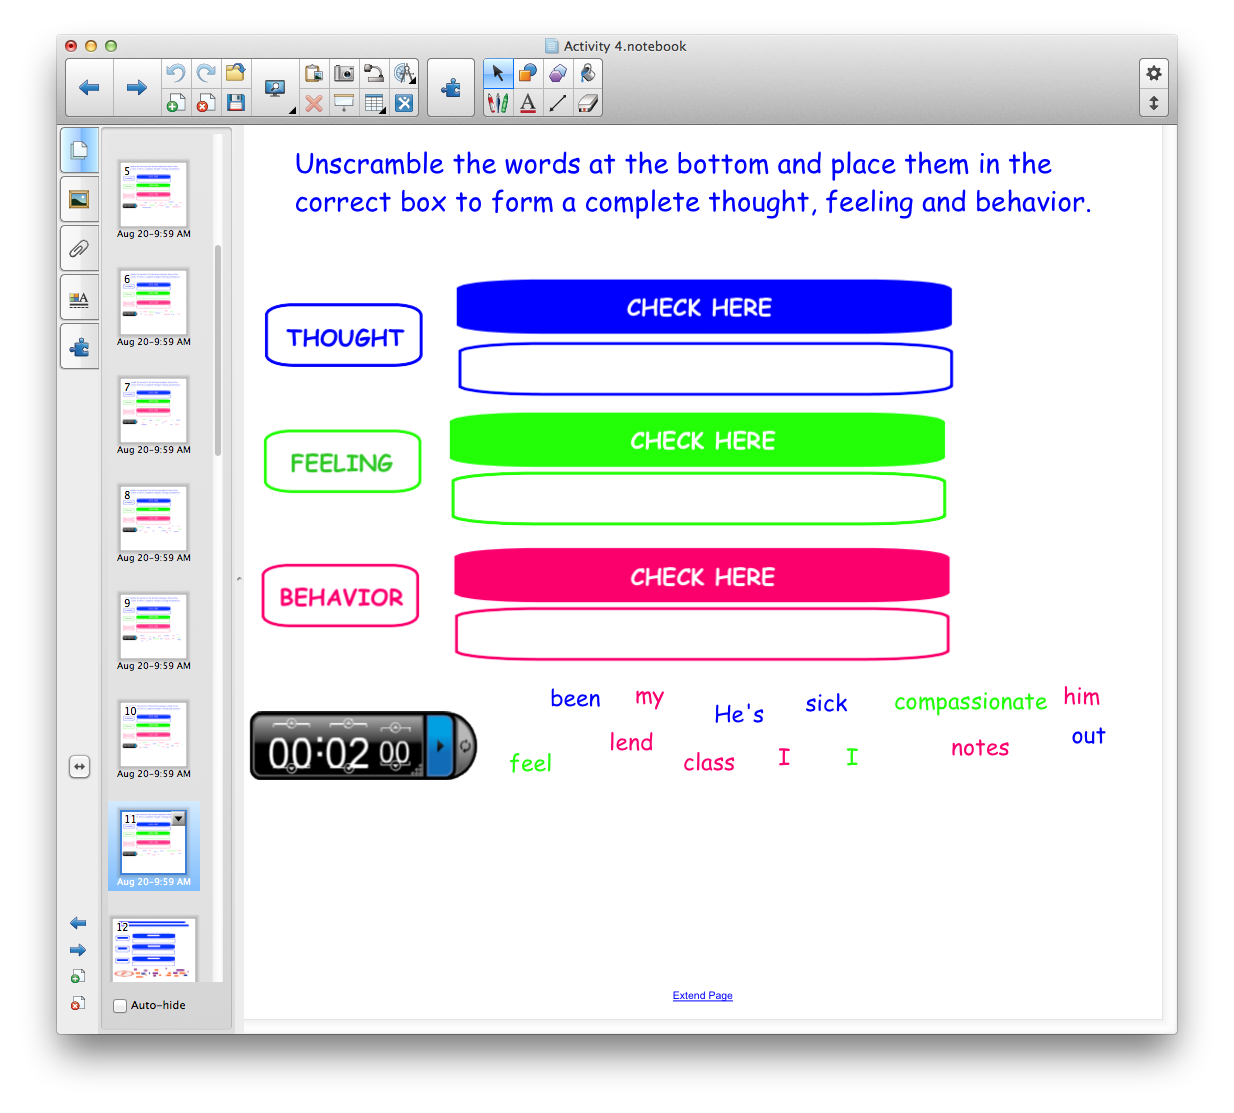 Activity 4.notebook
Unscramble the words at the bottom and place them in the
correct box to form a complete thought, feeling and behavior.
5
Aug 20-9:59 AM
6
Aug 20-9:59 AM
7
Aug 20-9:59 AM
8
Aug 20-9:59 AM
9
Aug 20-9:59 AM
10
Aug 20-9:59 AM
11
Aug 20-9:59 AM
12
Auto-hide
CHECK HERE
THOUGHT
CHECK HERE
FEELING
CHECK HERE
BEHAVIOR
been my He's sick compassionate him
feel lend class I I notes out
00:02 00
Extend Page